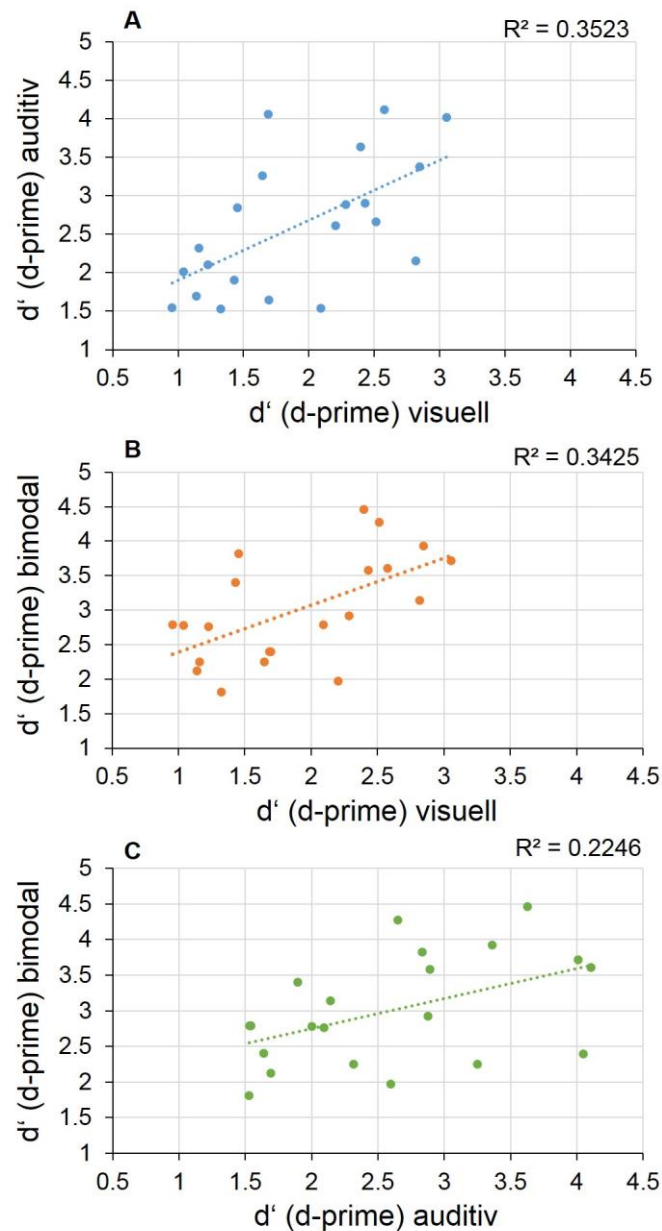 A
R² = 0.3523
d‘ (d-prime) auditiv
5
4.5
4
3.5
3
2.5
2
1.5
1
0.5 1 1.5 2 2.5 3 3.5 4 4.5
d‘ (d-prime) visuell
B
R² = 0.3425
d‘ (d-prime) bimodal
5
4.5
4
3.5
3
2.5
2
1.5
1
0.5 1 1.5 2 2.5 3 3.5 4 4.5
d‘ (d-prime) visuell
C
R² = 0.2246
d‘ (d-prime) bimodal
5
4.5
4
3.5
3
2.5
2
1.5
1
0.5 1 1.5 2 2.5 3 3.5 4 4.5
d‘ (d-prime) auditiv